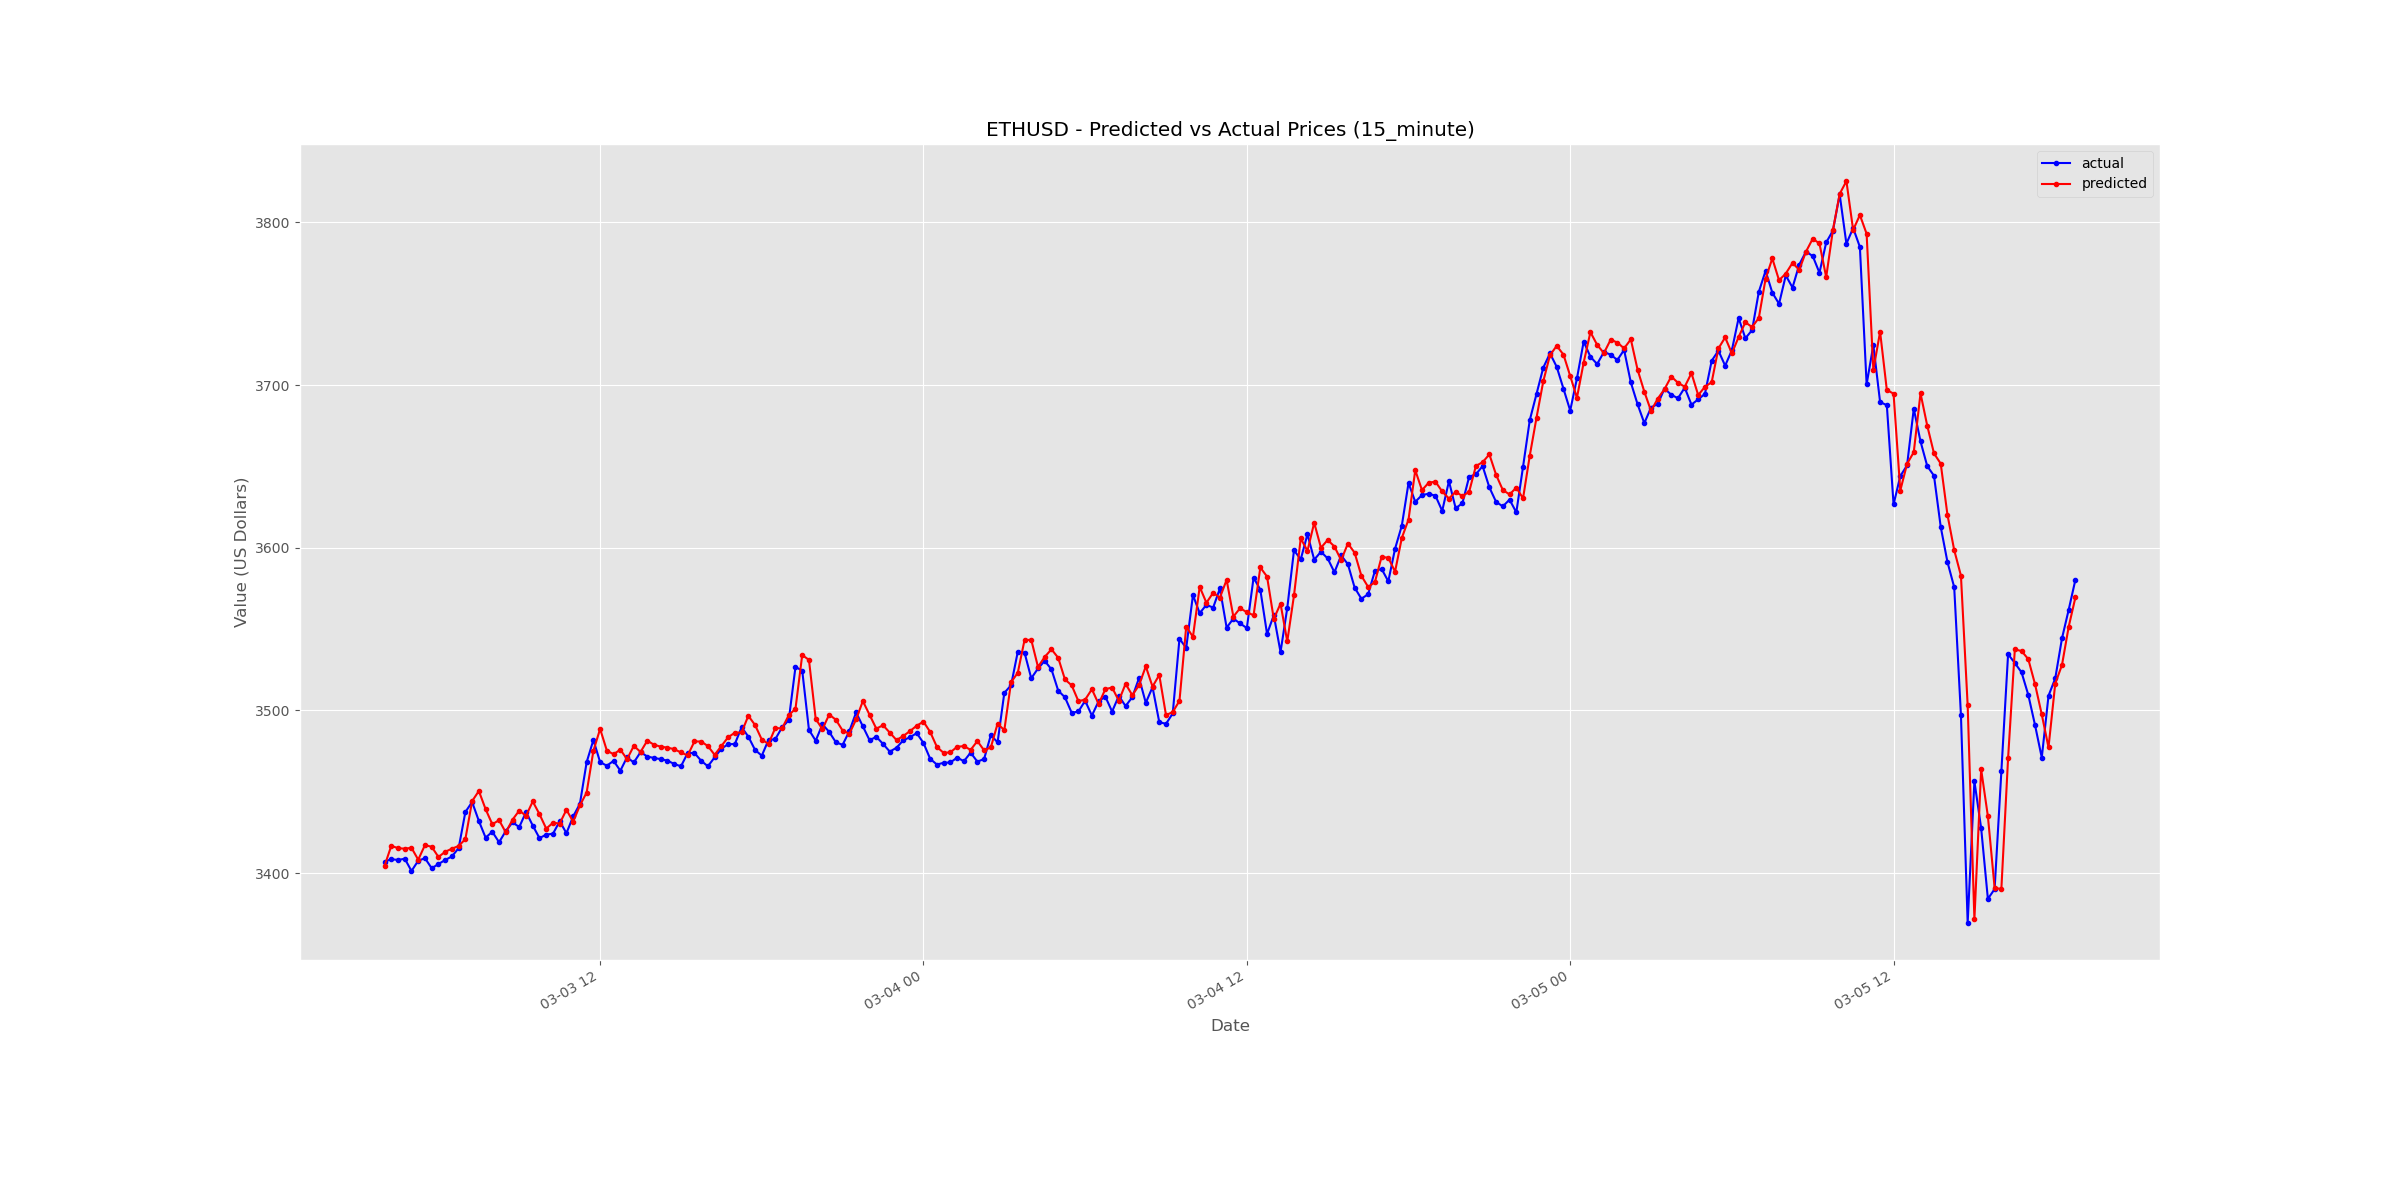 ETHUSD - Predicted vs Actual Prices (15_minute)
actual
predicted
3800
3700
3600
3500
3400
Value (US Dollars)
03-03 12
03-04 00
03-04 12
03-05 00
03-05 12
Date